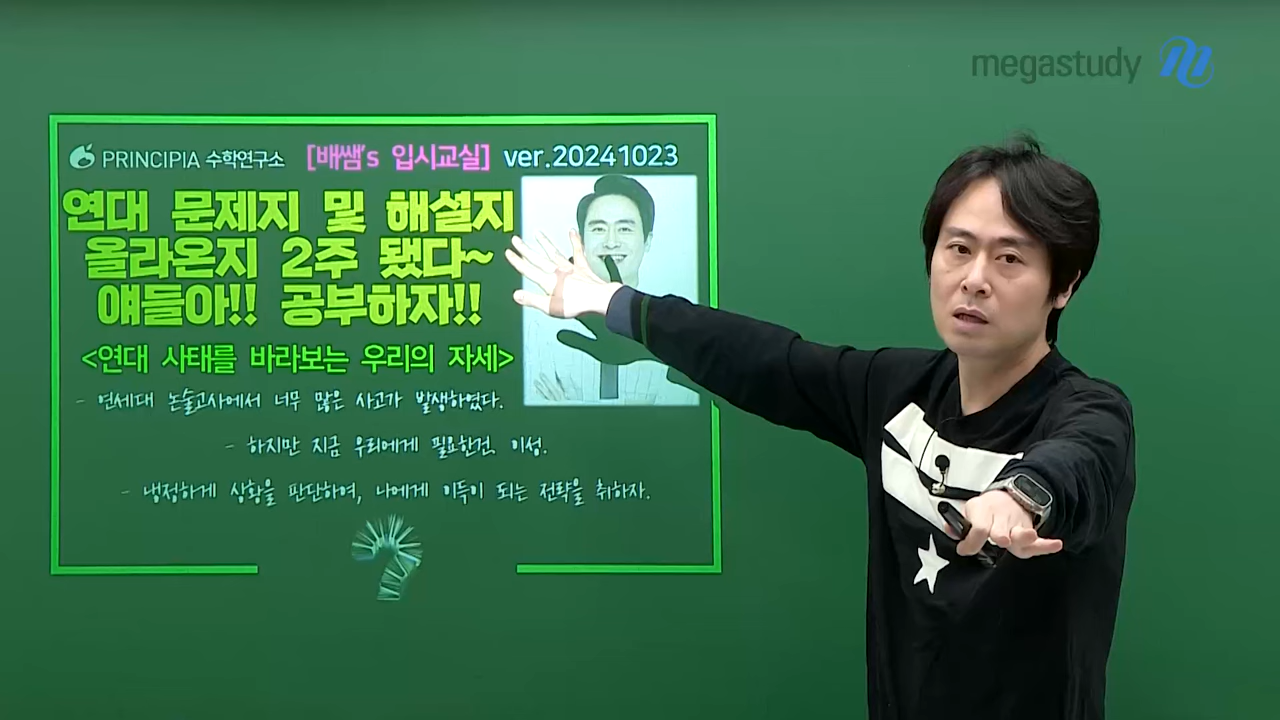 megastudy
PRINCIPIA 수학연구소 [배쌤's 입시교실] ver.20241023
연대 문제지 및 해설지
올라온지 2주 됐다~
얘들아!! 공부하자!!
<연대 사태를 바라보는 우리의 자세>
- 연세대 논술고사에서 너무 많은 사고가 발생하였다.
- 하지만 지금 우리에게 필요한건, 이성.
- 냉정하게 상황을 판단하여, 나에게 이득이 되는 전략을 취하자.